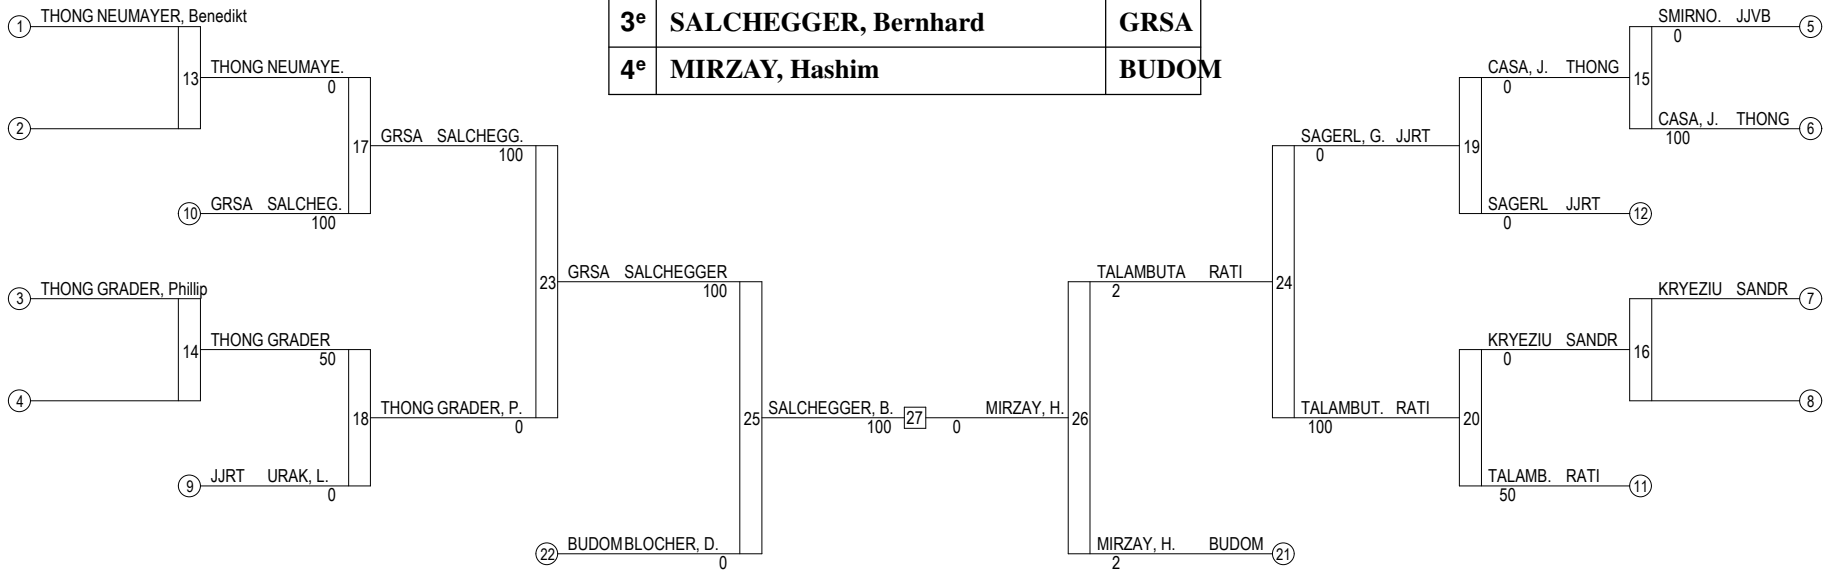 3e SALCHEGGER, Bernhard GRSA
4e MIRZAY, Hashim BUDOM
1 THONG NEUMAYER, Benedikt
SMIRNO. JJVB 5
0
13 THONG NEUMAYE.
0
CASA, J. THONG 15
0
2
CASA, J. THONG 6
100
17 GRSA SALCHEGG.
100
SAGERL, G. JJRT 19
0
10 GRSA SALCHEG.
100
SAGERL JJRT 12
0
23 GRSA SALCHEGGER
100
TALAMBUTA RATI 24
2
3 THONG GRADER, Phillip
KRYEZIU SANDR 7
14 THONG GRADER
50
KRYEZIU SANDR 16
0
4
8
18 THONG GRADER, P.
0
25 SALCHEGGER, B.
100
27
MIRZAY, H. 26
0
TALAMBUT. RATI 20
100
9 JJRT URAK, L.
0
TALAMB. RATI 11
50
22 BUDOM BLOCHER, D.
0
MIRZAY, H. BUDOM 21
2